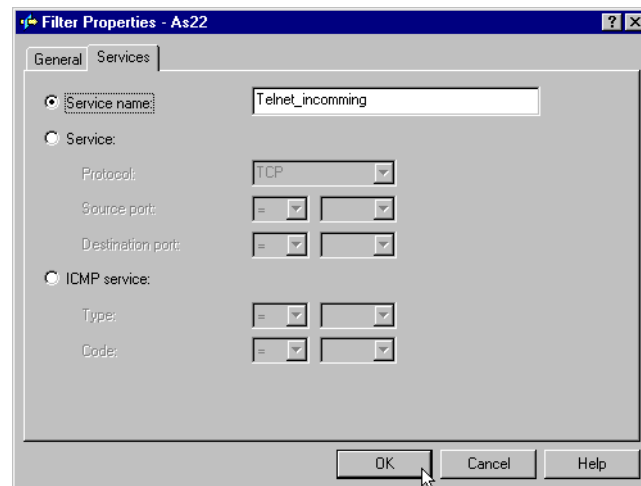 Filter Properties - As22
General Services
Service name: Telnet_incomming
Service:
Protocol: TCP
Source port: =
Destination port: =
ICMP service:
Type: =
Code: =
OK Cancel Help